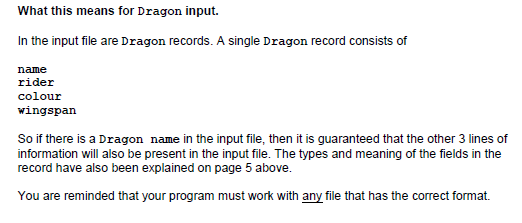 What this means for Dragon input.
In the input file are Dragon records. A single Dragon record consists of
name
rider
colour
wingspan
So if there is a Dragon name in the input file, then it is guaranteed that the other 3 lines of
information will also be present in the input file. The types and meaning of the fields in the
record have also been explained on page 5 above.
You are reminded that your program must work with any file that has the correct format.